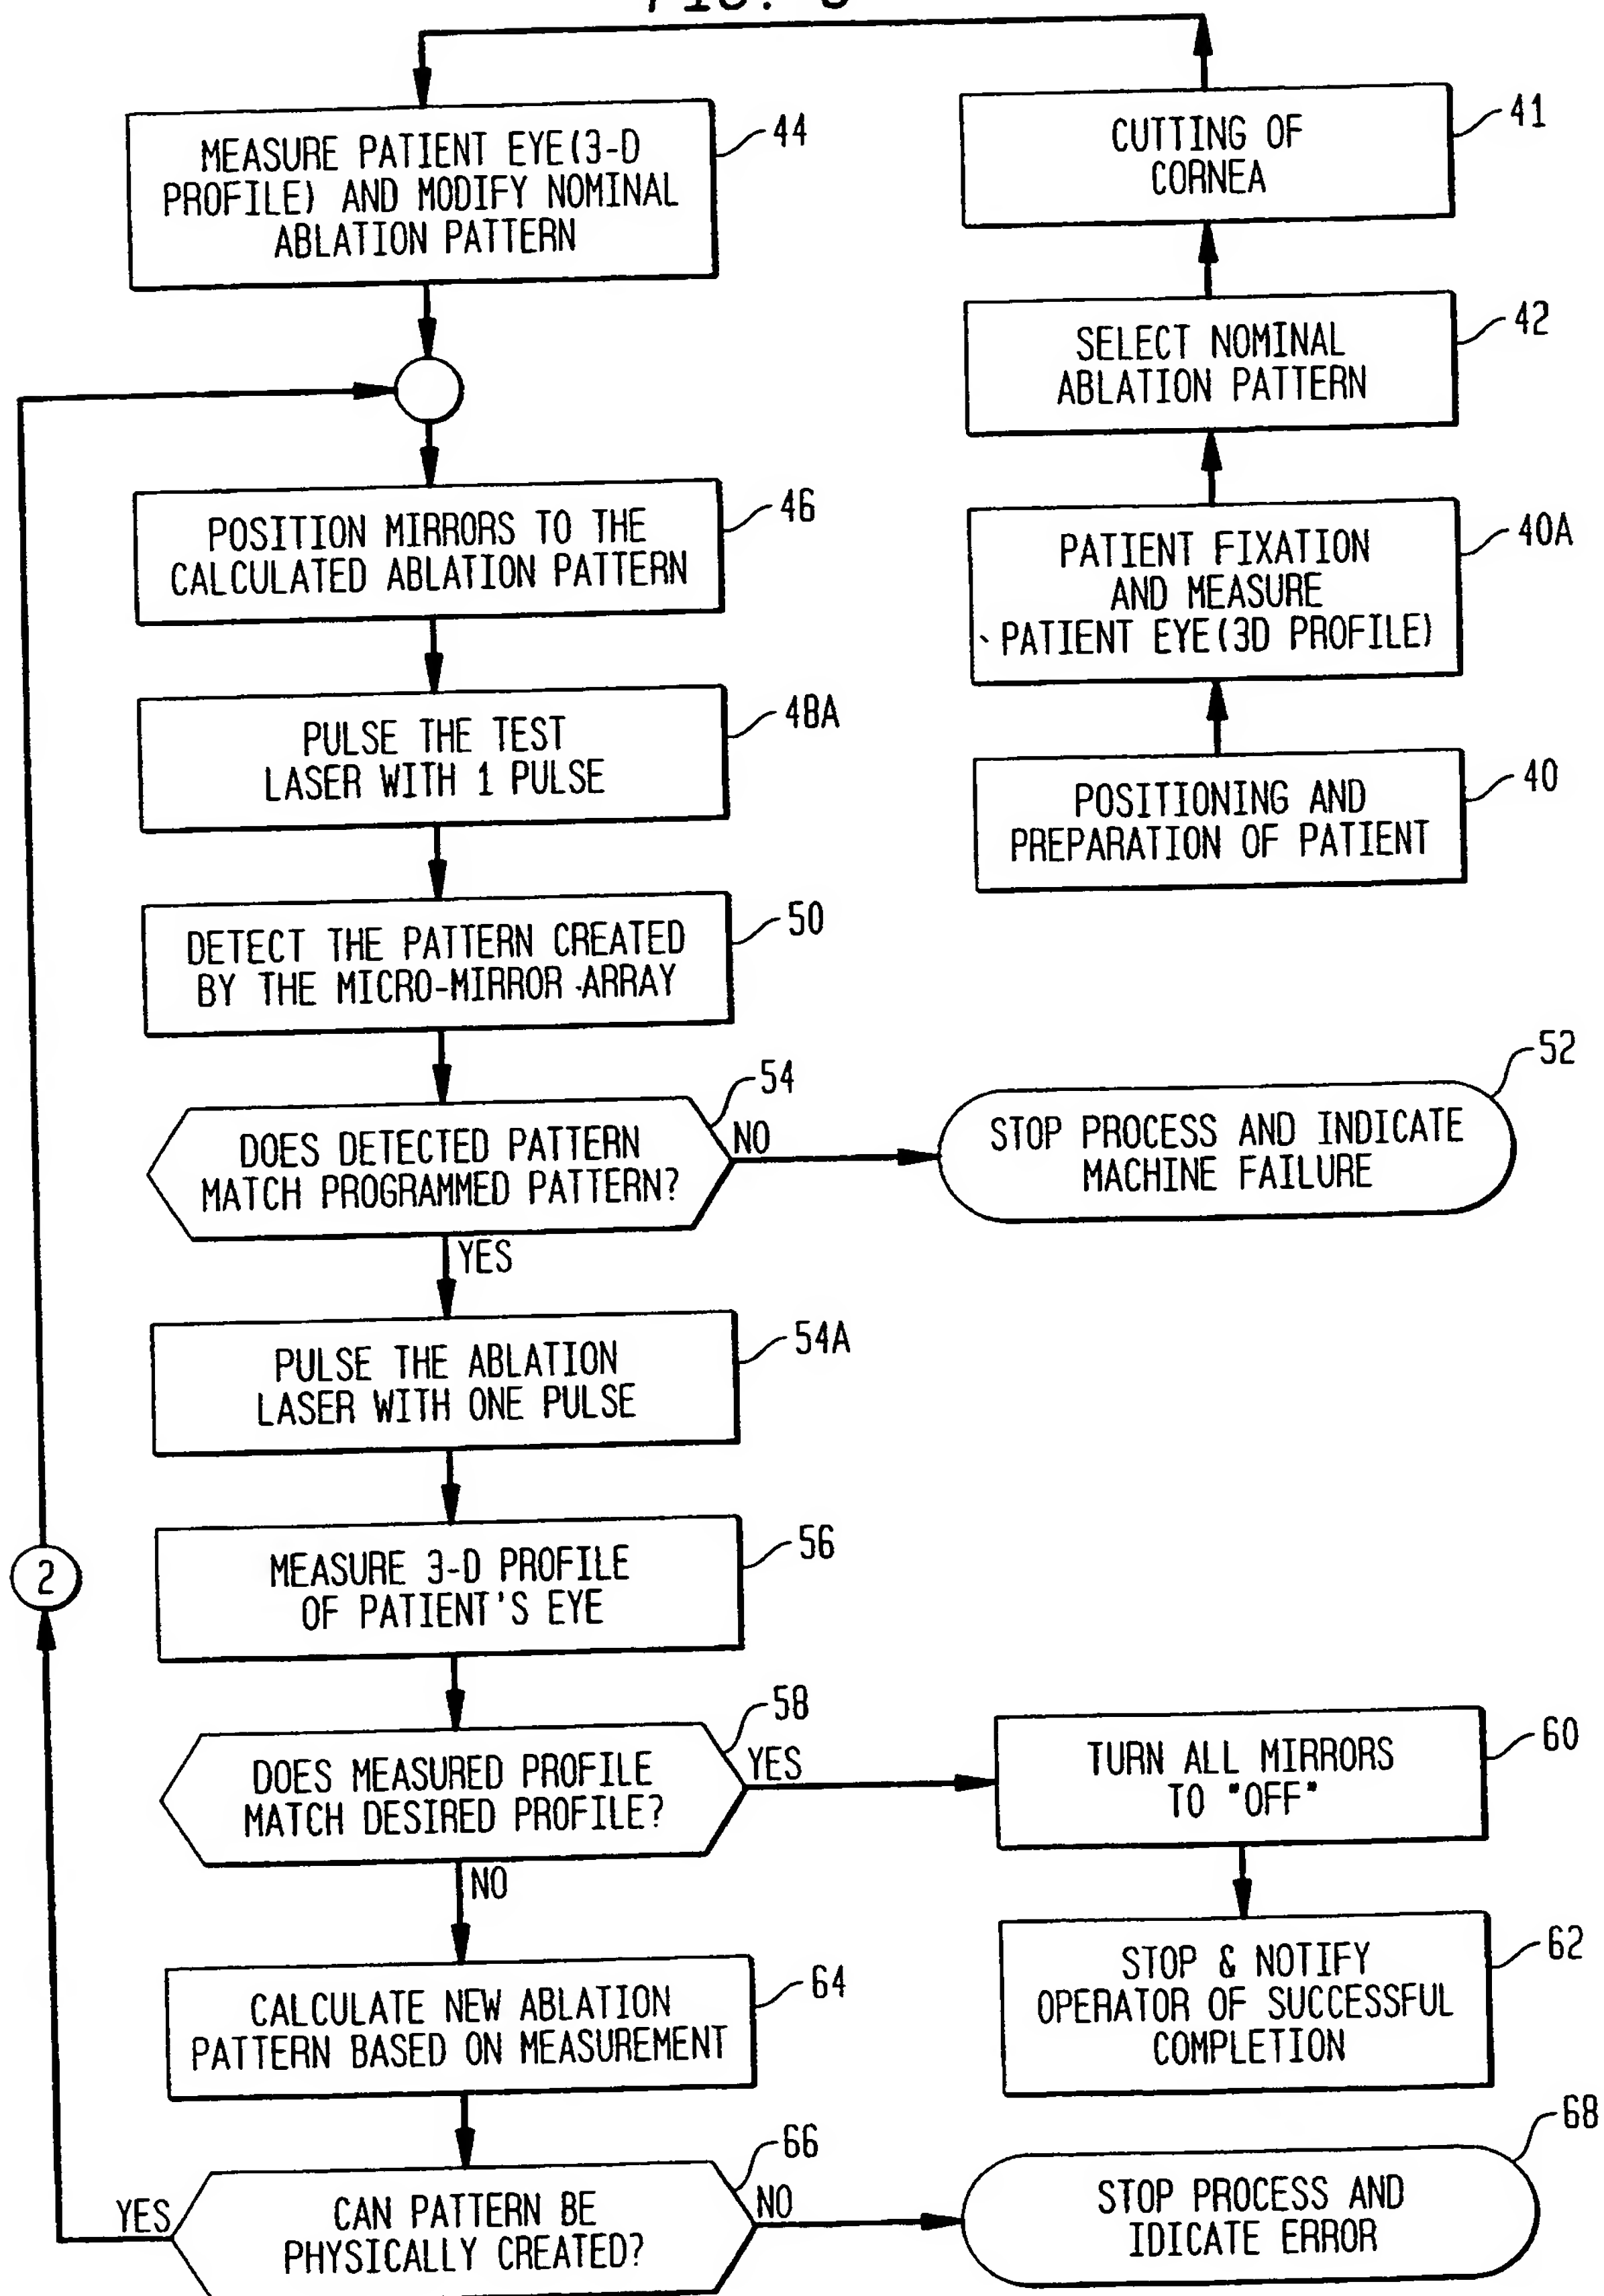 MEASURE PATIENT EYE(3-D
PROFILE) AND MODIFY NOMINAL
ABLATION PATTERN
44
CUTTING OF
CORNEA
41
SELECT NOMINAL
ABLATION PATTERN
42
POSITION MIRRORS TO THE
CALCULATED ABLATION PATTERN
46
PATIENT FIXATION
AND MEASURE
PATIENT EYE(3D PROFILE)
40A
PULSE THE TEST
LASER WITH 1 PULSE
48A
POSITIONING AND
PREPARATION OF PATIENT
40
DETECT THE PATTERN CREATED
BY THE MICRO-MIRROR ARRAY
50
DOES DETECTED PATTERN
MATCH PROGRAMMED PATTERN?
54
NO
STOP PROCESS AND INDICATE
MACHINE FAILURE
52
YES
PULSE THE ABLATION
LASER WITH ONE PULSE
54A
MEASURE 3-D PROFILE
OF PATIENT'S EYE
56
2
DOES MEASURED PROFILE
MATCH DESIRED PROFILE?
58
YES
TURN ALL MIRRORS
TO "OFF"
60
NO
STOP & NOTIFY
OPERATOR OF SUCCESSFUL
COMPLETION
62
CALCULATE NEW ABLATION
PATTERN BASED ON MEASUREMENT
64
YES
CAN PATTERN BE
PHYSICALLY CREATED?
66
NO
STOP PROCESS AND
IDICATE ERROR
68